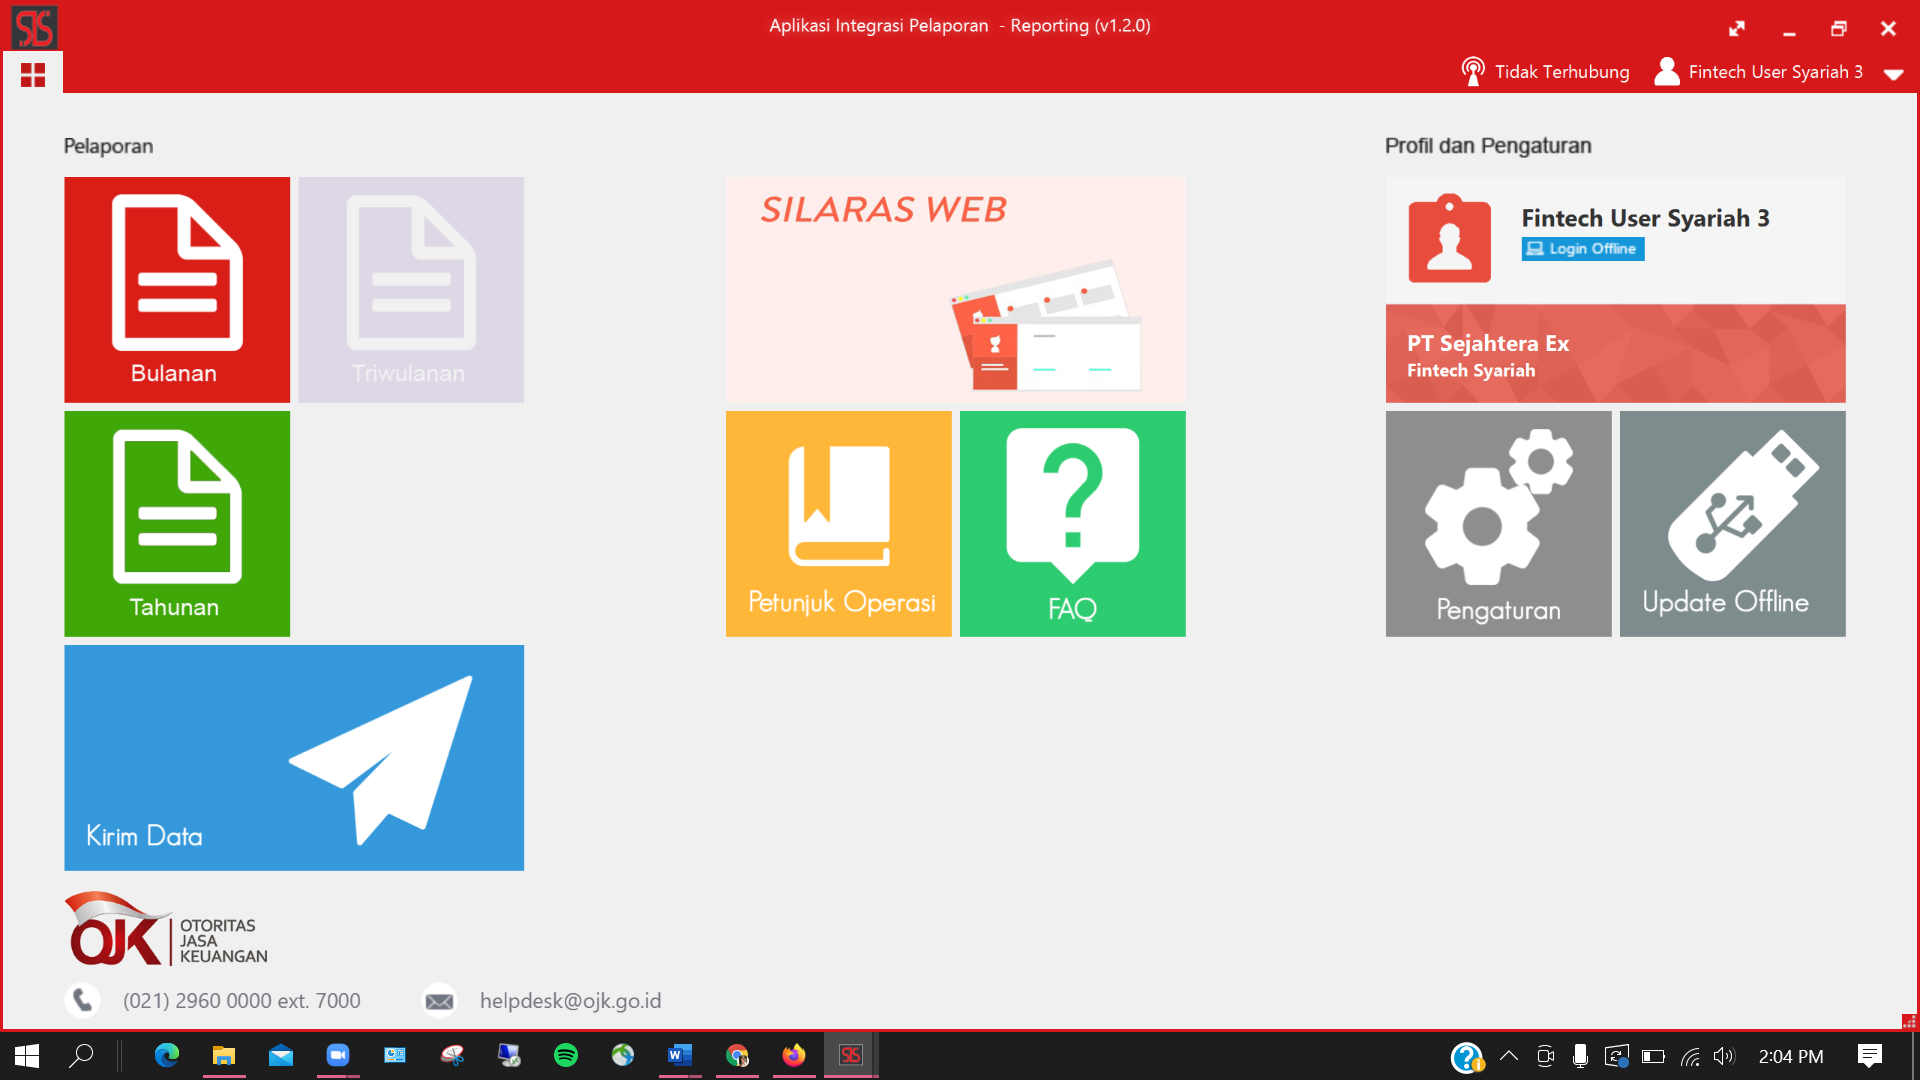 Aplikasi Integrasi Pelaporan - Reporting (v1.2.0)
Tidak Terhubung
Fintech User Syariah 3
Pelaporan
Bulanan
Triwulanan
Tahunan
Kirim Data
SILARAS WEB
Petunjuk Operasi
FAQ
Profil dan Pengaturan
Fintech User Syariah 3
Login Offline
PT Sejahtera Ex
Fintech Syariah
Pengaturan
Update Offline
OJK
OTORITAS
JASA
KEUANGAN
(021) 2960 0000 ext. 7000
helpdesk@ojk.go.id
2:04 PM